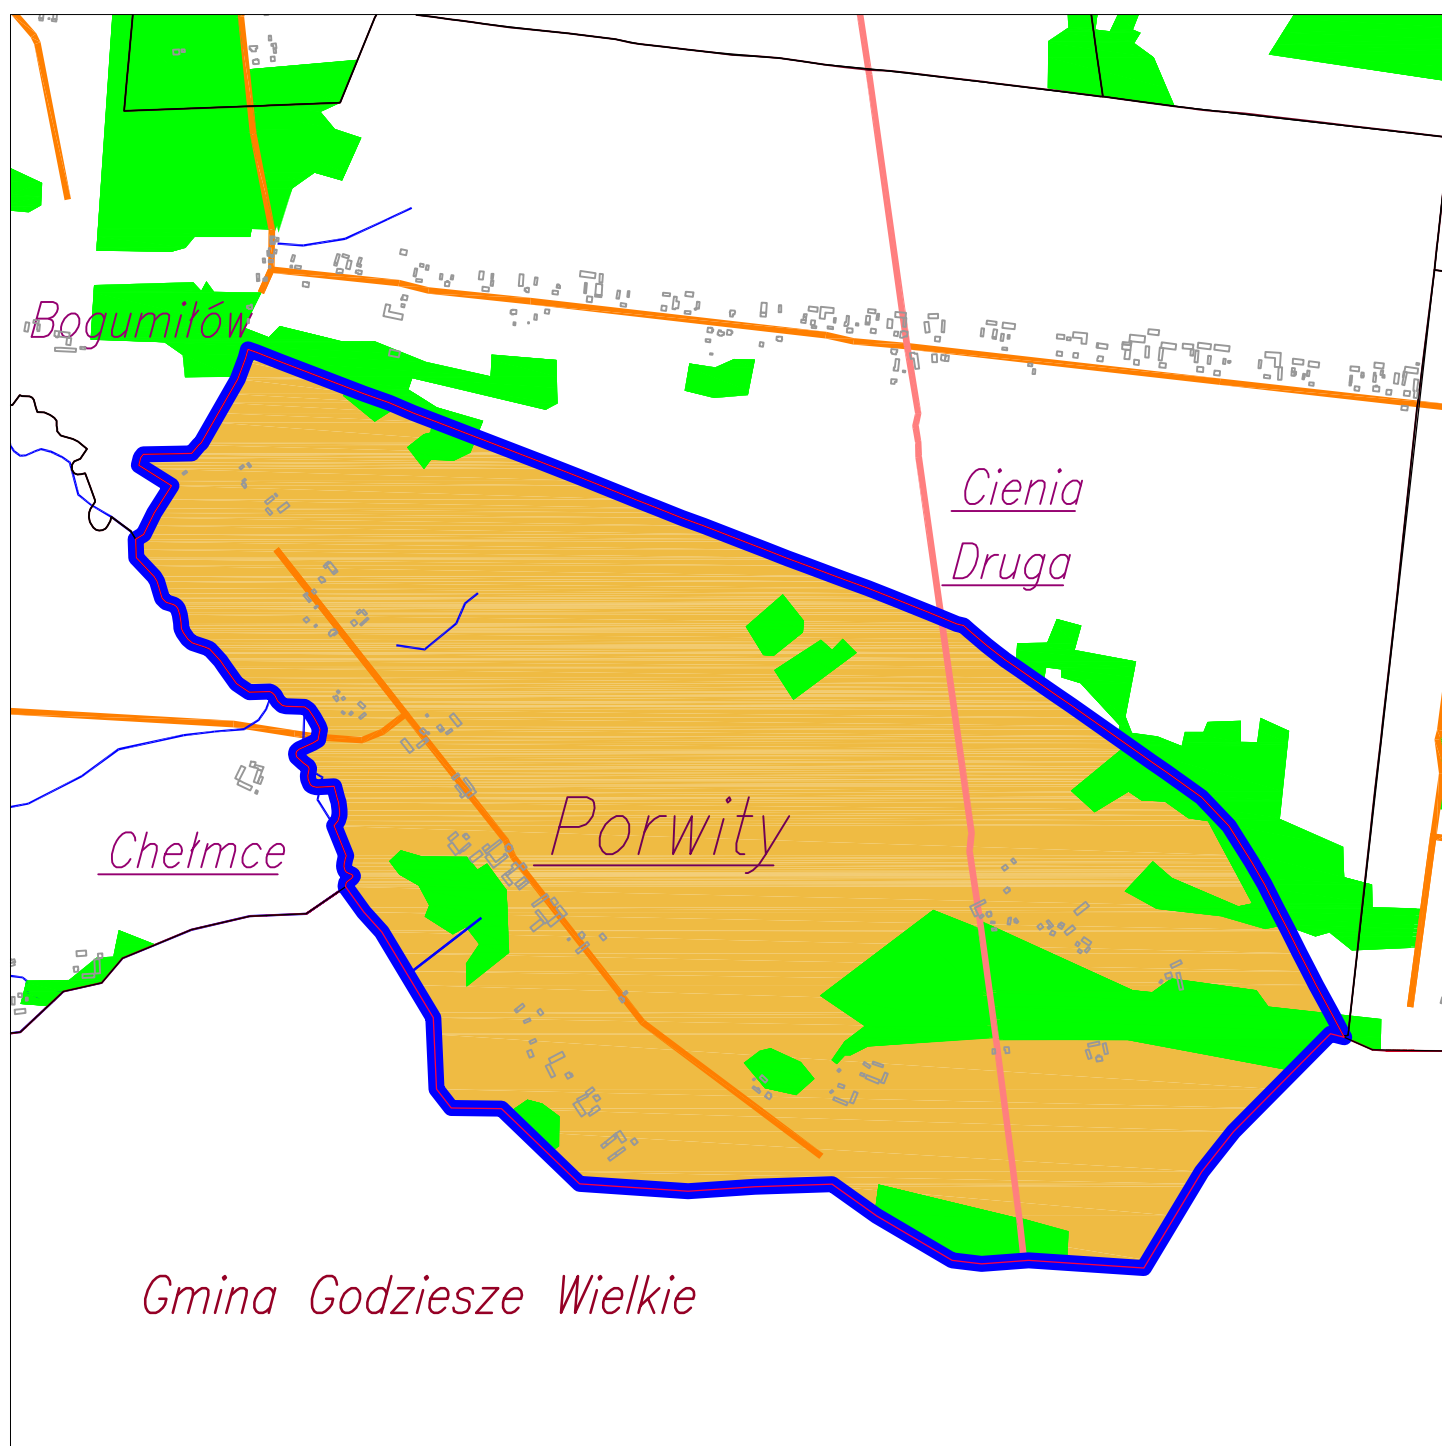 Bogumiłów
Cienia
Druga
Porwity
Chełmce
Gmina Godziesze Wielkie